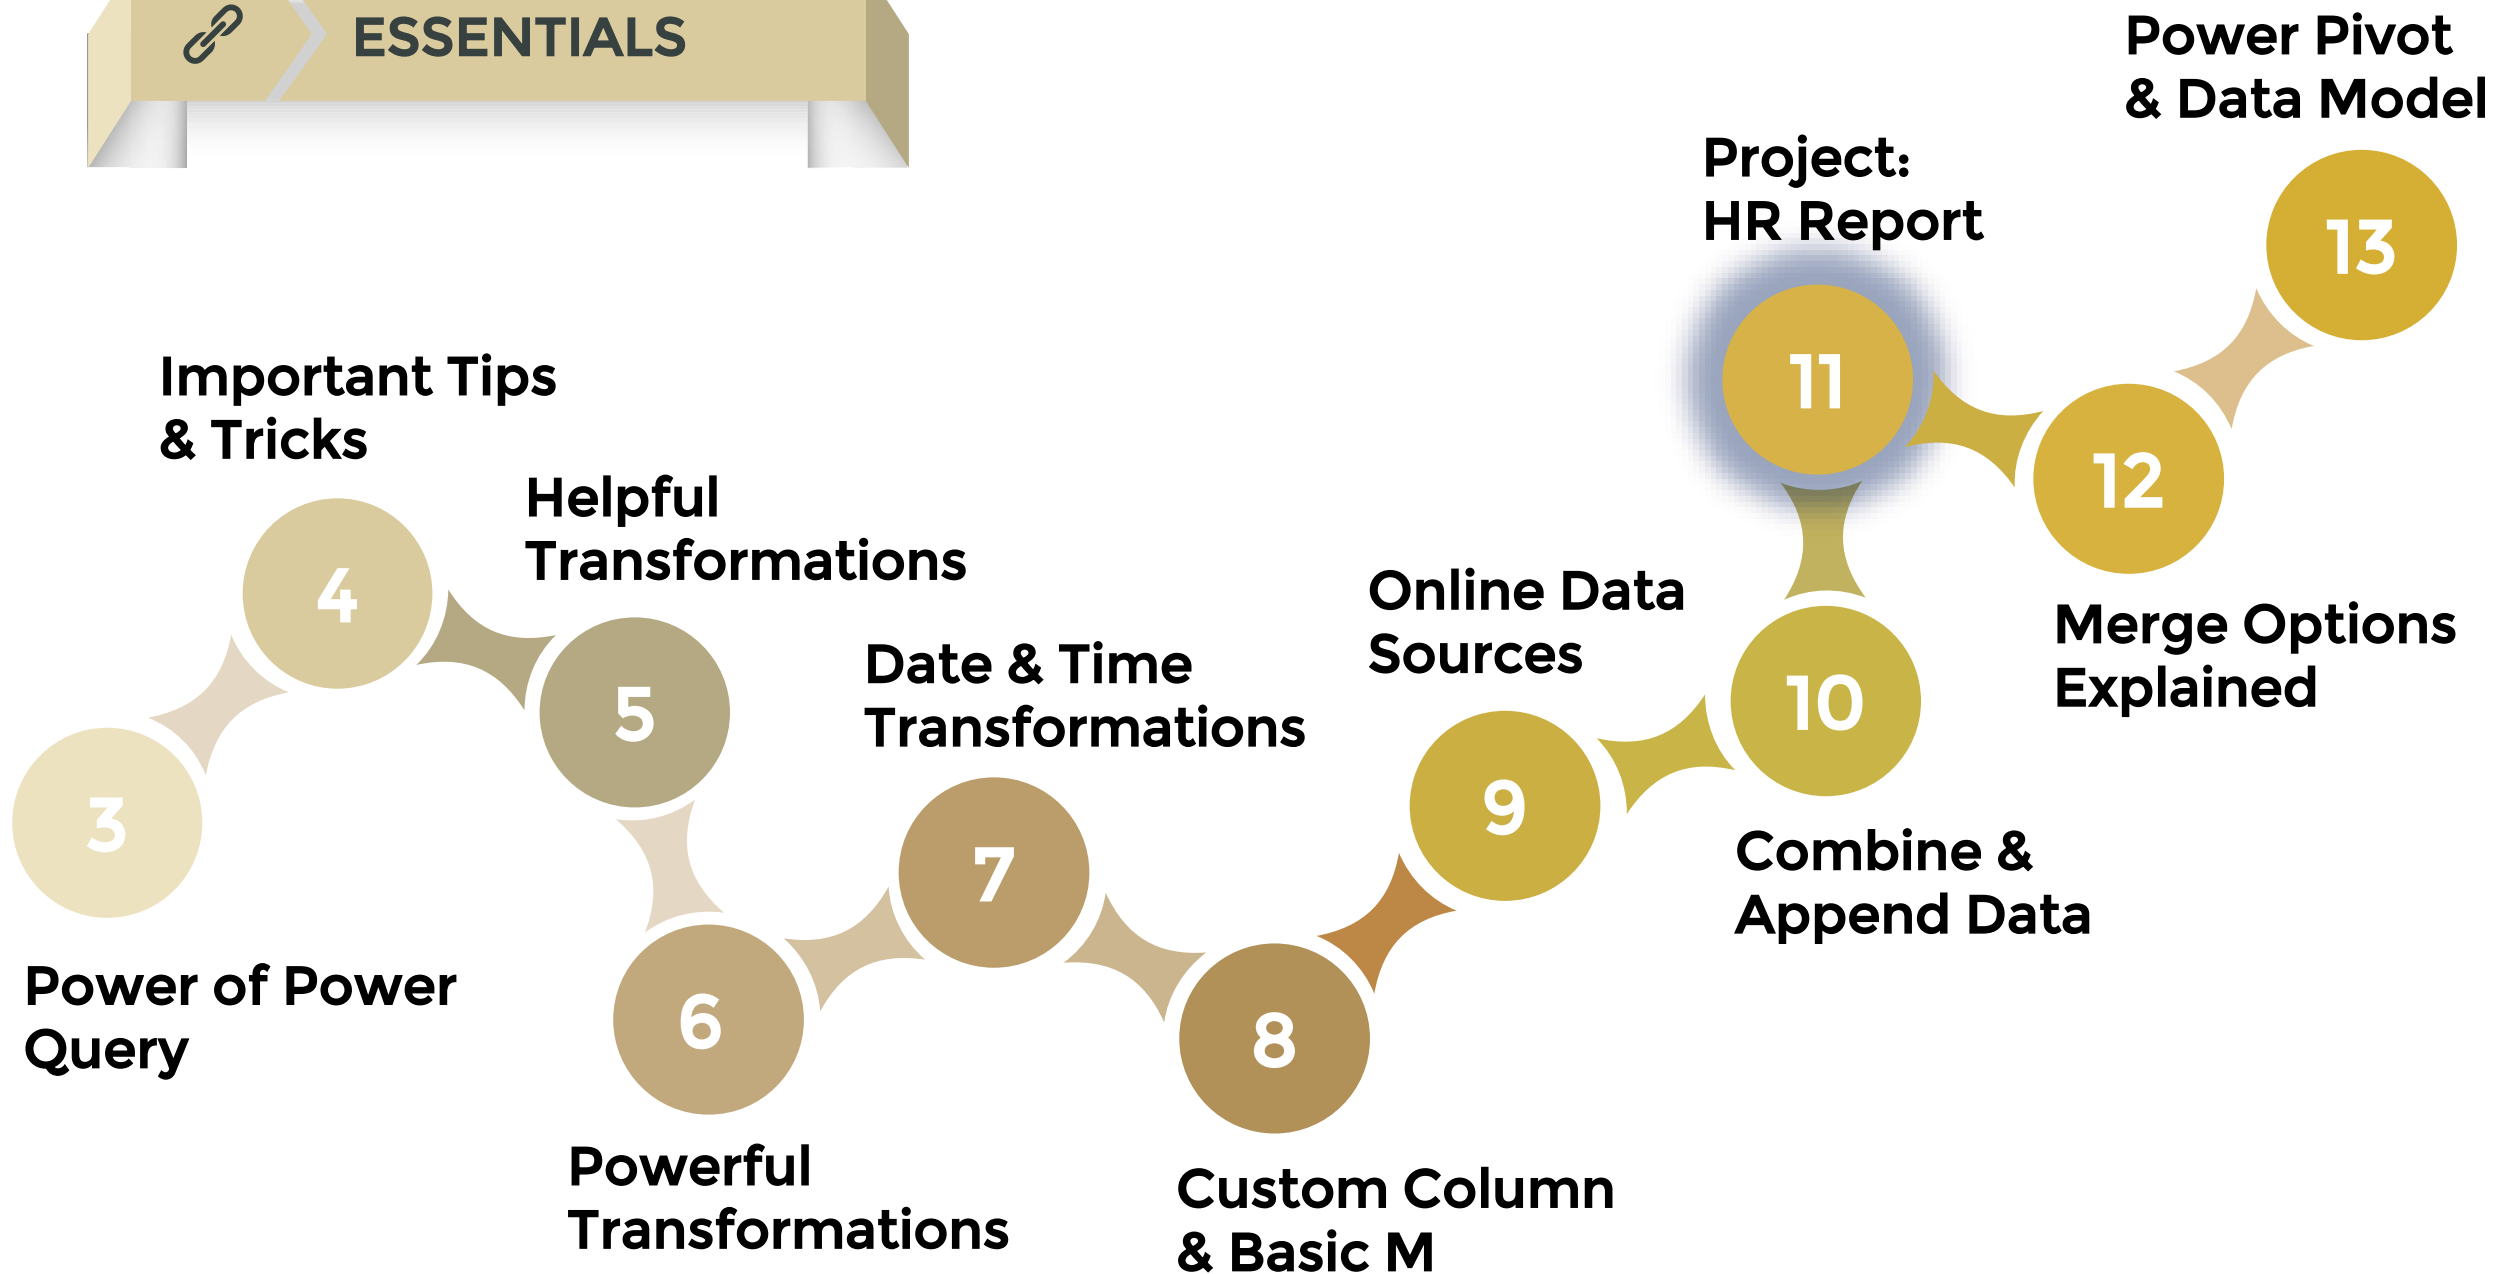 ESSENTIALS
3
Power of Power
Query
Important Tips
& Tricks
4
Helpful
Transformations
5
6
Powerful
Transformations
Date & Time
Transformations
7
8
Custom Column
& Basic M
Online Data
Sources
9
10
Combine &
Append Data
Project:
HR Report
11
12
Merge Options
Explained
Power Pivot
& Data Model
13